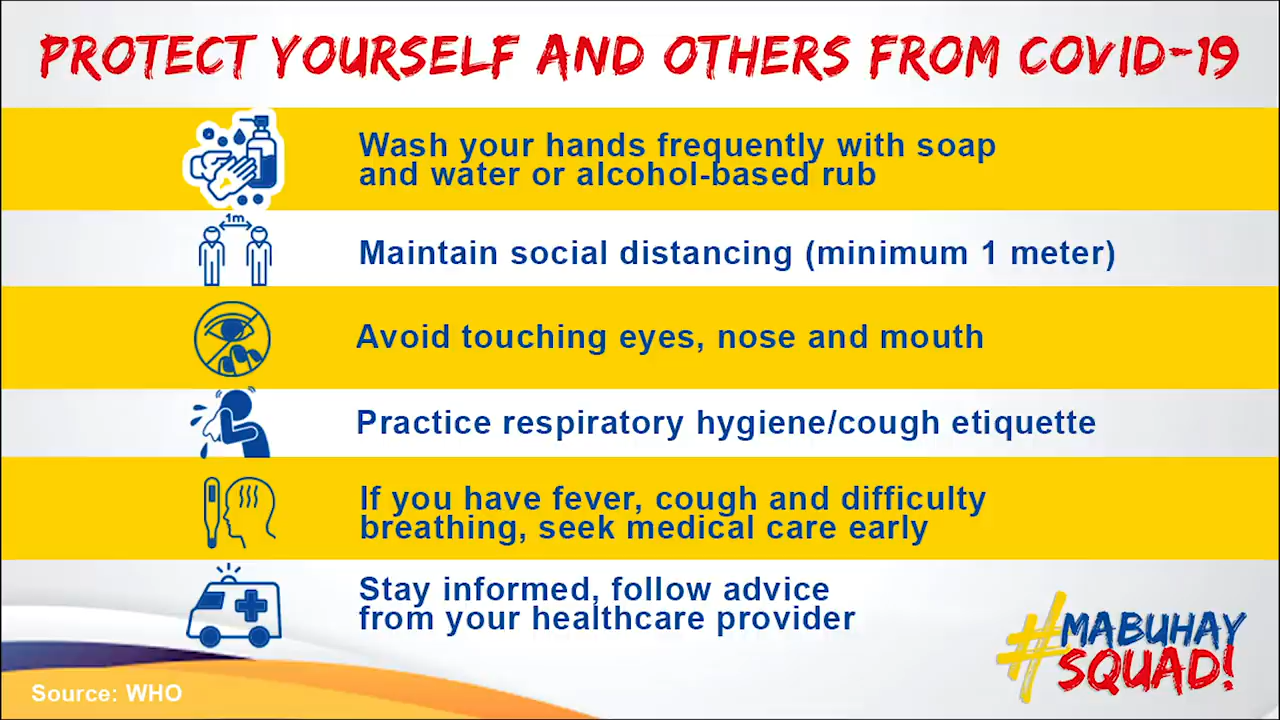 PROTECT YOURSELF AND OTHERS FROM COVID-19
Wash your hands frequently with soap
and water or alcohol-based rub
1m
Maintain social distancing (minimum 1 meter)
Avoid touching eyes, nose and mouth
Practice respiratory hygiene/cough etiquette
If you have fever, cough and difficulty
breathing, seek medical care early
Stay informed, follow advice
from your healthcare provider
#MABUHAY
SQUAD!
Source: WHO